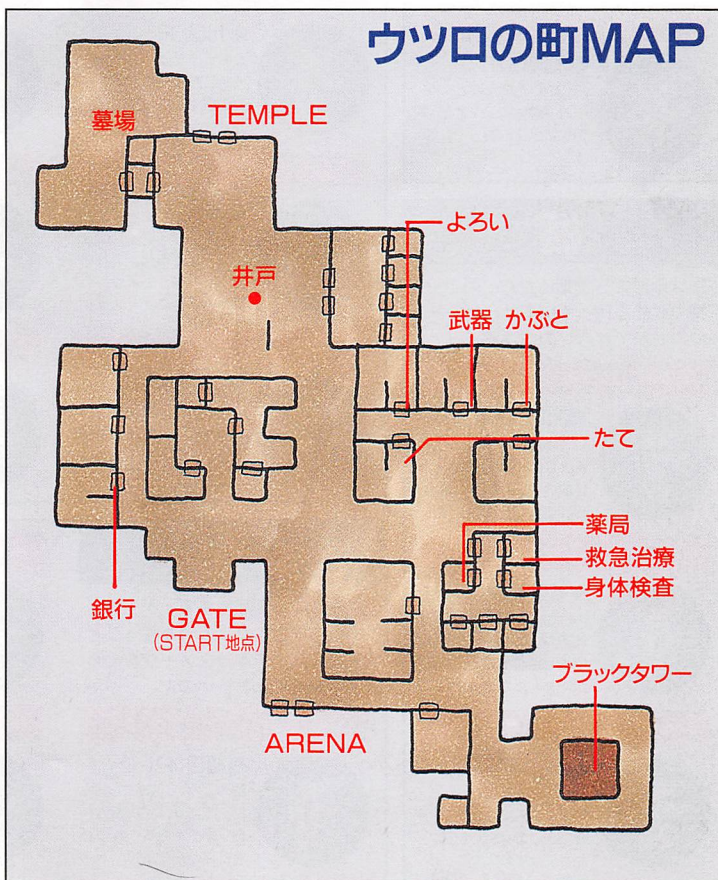 ウツロの町MAP
墓場
TEMPLE
よろい
井戸
武器
かぶと
たて
薬局
救急治療
身体検査
銀行
GATE
(START地点)
ブラックタワー
ARENA